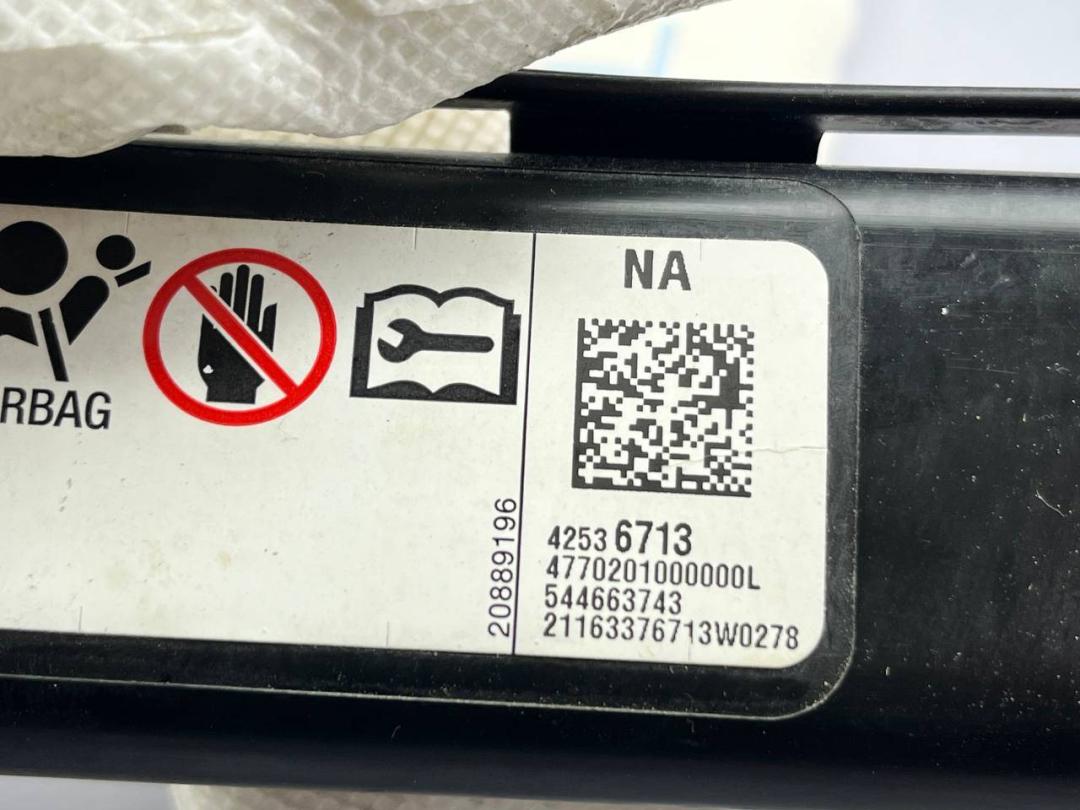 RBAG
20889196
NA
4253 6713
4770201000000L
544663743
21163376713W0278